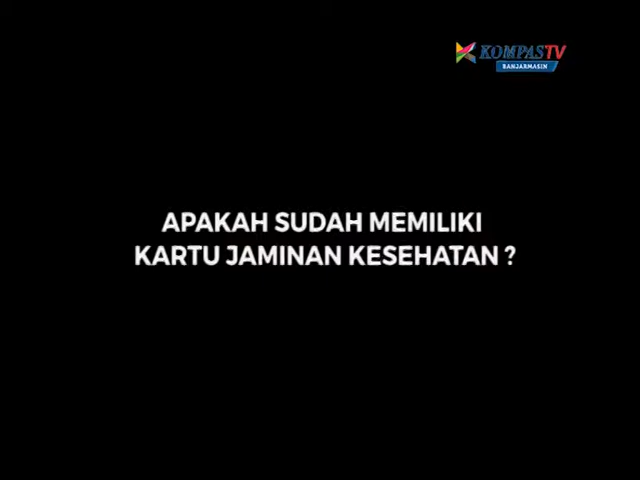 KOMPASTV
BANJARMASIN
APAKAH SUDAH MEMILIKI
KARTU JAMINAN KESEHATAN ?